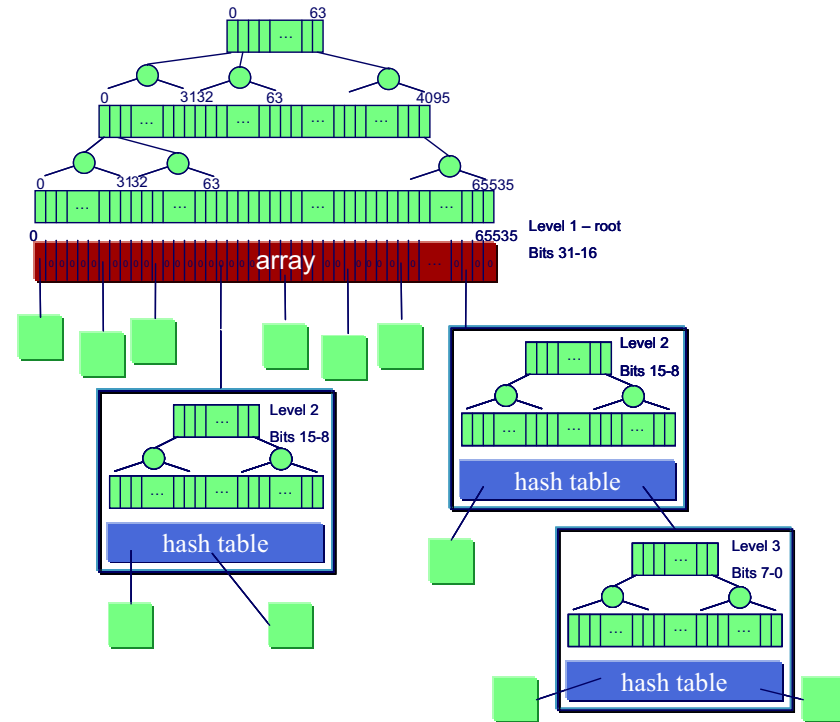 0 63
...
0 3132 63 4095
... ... ... ...
0 3132 63 65535
... ... ... ...
0 65535
Level 1 – root
Bits 31-16
array
...
Level 2
Bits 15-8
...
... ... ...
hash table
Level 2
Bits 15-8
...
... ... ...
hash table
Level 3
Bits 7-0
...
... ... ...
hash table